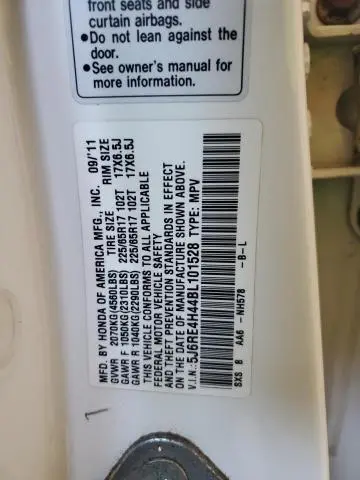 front seats and side
curtain airbags.
•Do not lean against the
door.
•See owner's manual for
more information.
MFD. BY HONDA OF AMERICA MFG., INC. 09/'11
GVWR 2070KG(4560LBS) TIRE SIZE RIM SIZE
GAWR F 1050KG(2310LBS) 225/65R17 102T 17X6.5J
GAWR R 1040KG(2290LBS) 225/65R17 102T 17X6.5J
THIS VEHICLE CONFORMS TO ALL APPLICABLE
FEDERAL MOTOR VEHICLE SAFETY
AND THEFT PREVENTION STANDARDS IN EFFECT
ON THE DATE OF MANUFACTURE SHOWN ABOVE.
V.I.N.:5J6RE4H44BL101528 TYPE: MPV
SXS B AA6 -NH578 -B-L